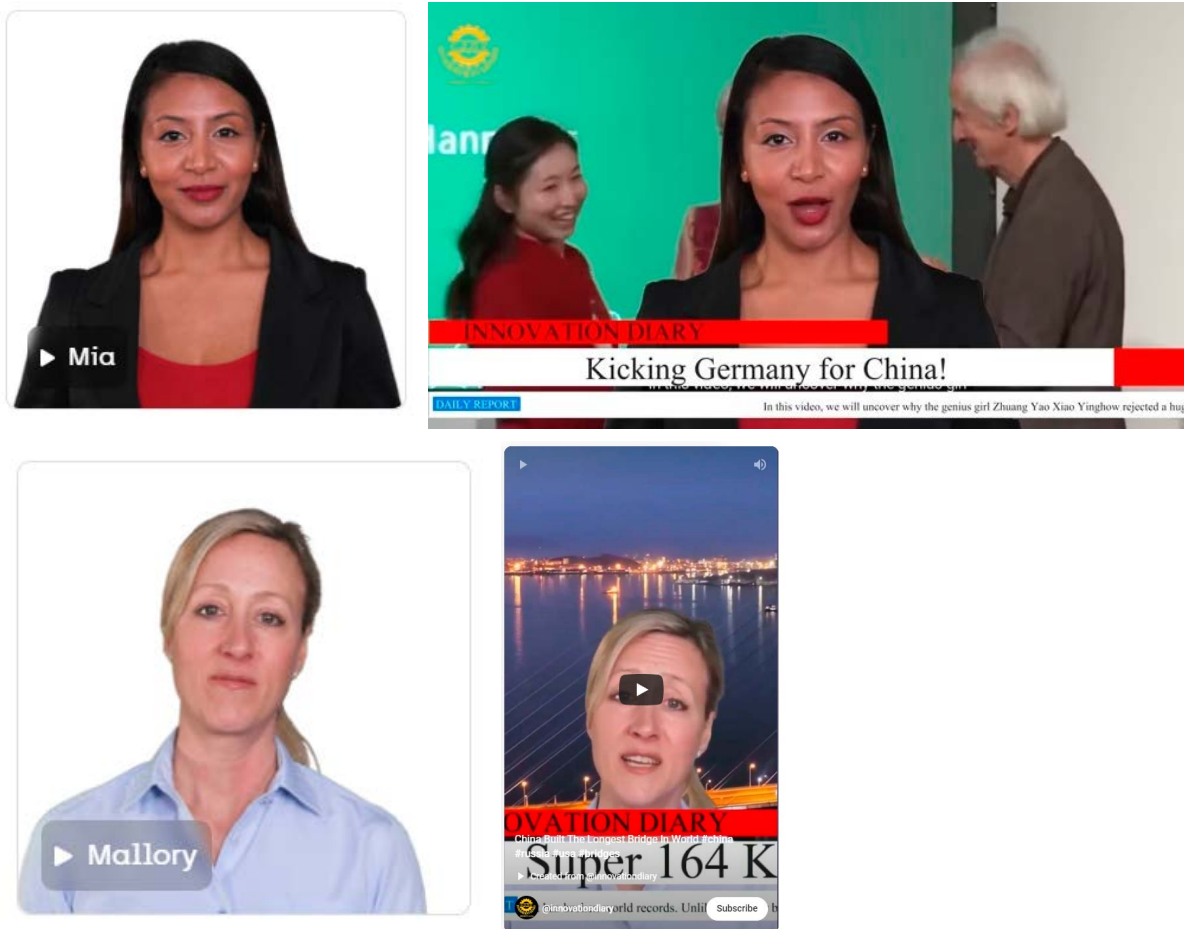 Mia
Hann
INNOVATION DIARY
Kicking Germany for China!
In this video, we will uncover why the genius girl
DAILY REPORT
In this video, we will uncover why the genius girl Zhuang Yao Xiao Yinghow rejected a hug
Mallory
OVATION DIARY
China Built The Longest Bridge In World #china
#russia #usa #bridges
Super 164 K
Created from @innovationdiary
@innovationdiary
world records. Unli
Subscribe